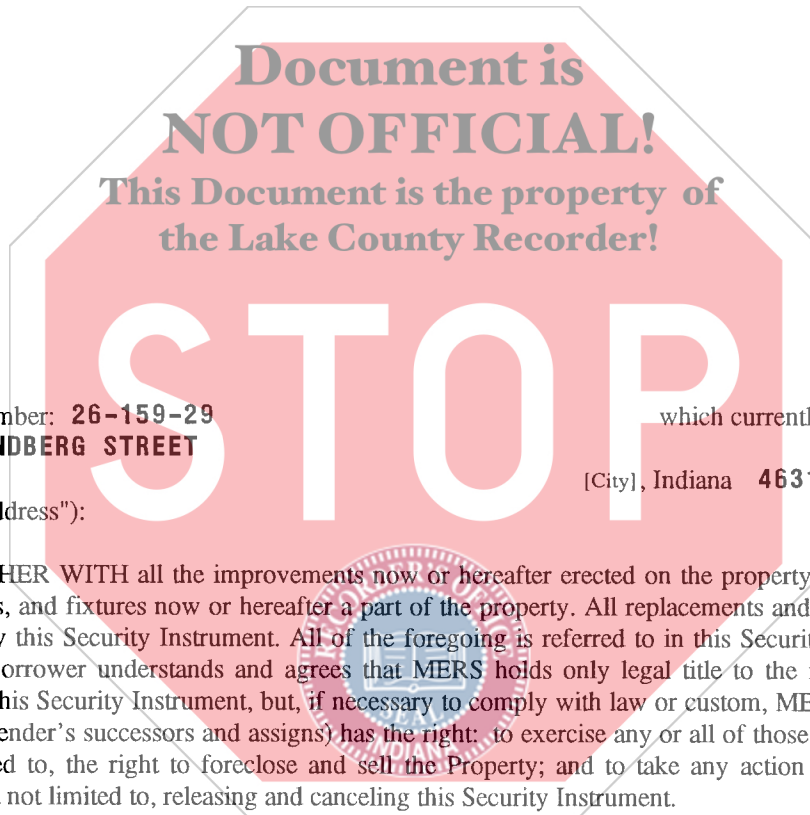 Document is
NOT OFFICIAL!
This Document is the property of
the Lake County Recorder!
STOP
mber: 26-159-29 which currentl
NDBERG STREET
[City], Indiana 4631
ddress"):
HER WITH all the improvements now or hereafter erected on the property
s, and fixtures now or hereafter a part of the property. All replacements and
y this Security Instrument. All of the foregoing is referred to in this Securit
orrower understands and agrees that MERS holds only legal title to the
his Security Instrument, but, if necessary to comply with law or custom, ME
ender's successors and assigns) has the right: to exercise any or all of those
ed to, the right to foreclose and sell the Property; and to take any action
not limited to, releasing and canceling this Security Instrument.
RECORDER'S OFFICE
SEAL
INDIANA